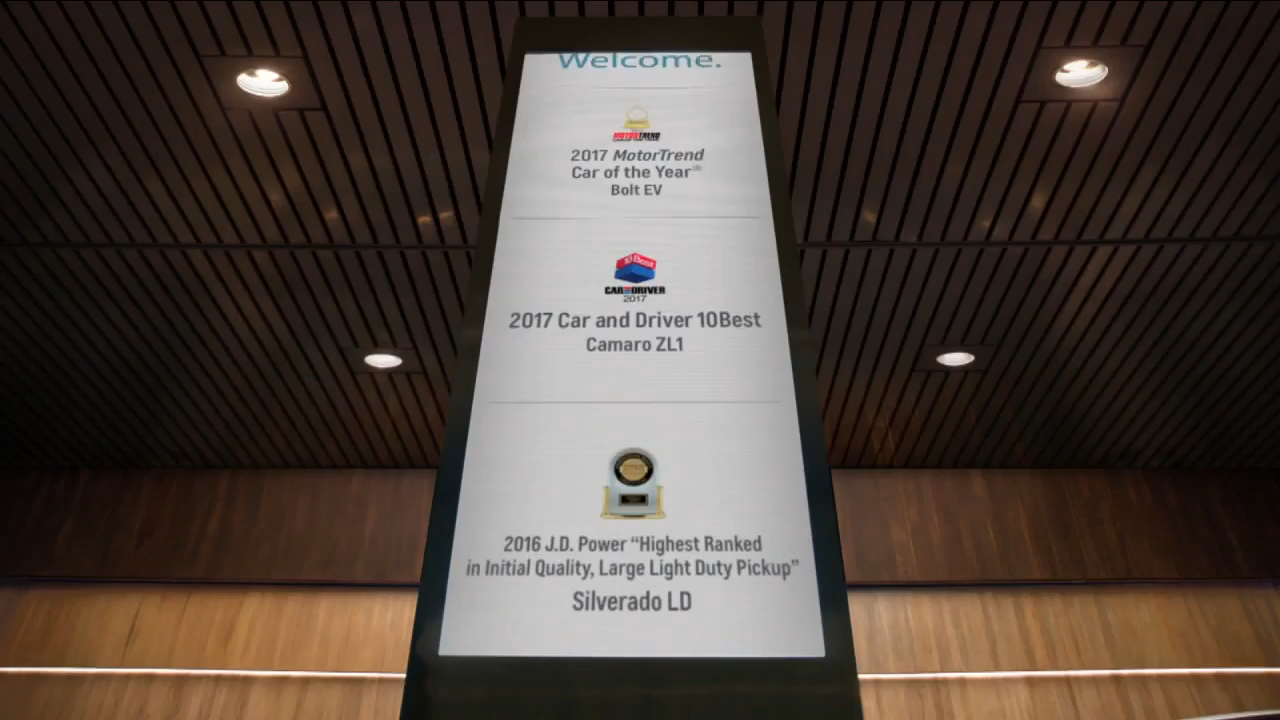 Welcome.
MOTORTREND
2017 MotorTrend
Car of the Year®
Bolt EV
10Best
CAR AND DRIVER
2017
2017 Car and Driver 10Best
Camaro ZL1
2016 J.D. Power “Highest Ranked
in Initial Quality, Large Light Duty Pickup”
Silverado LD